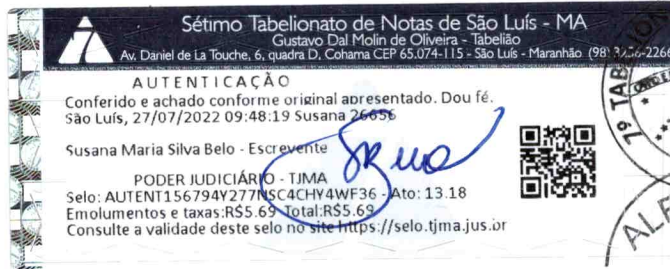 Sétimo Tabelionato de Notas de São Luís - MA
Gustavo Dal Molin de Oliveira - Tabelião
Av. Daniel de La Touche, 6, quadra D, Cohama CEP 65.074-115 - São Luís - Maranhão (98)
AUTENTICAÇÃO
Conferido e achado conforme original apresentado. Dou fé.
São Luís, 27/07/2022 09:48:19 Susana 26656
Susana Maria Silva Belo - Escrevente
PODER JUDICIÁRIO - TJMA
Selo: AUTENT156794Y277NSC4CHY4WF36 - Ato: 13.18
Emolumentos e taxas:R$5.69 Total:R$5.69
Consulte a validade deste selo no site https://selo.tjma.jus.br
7º